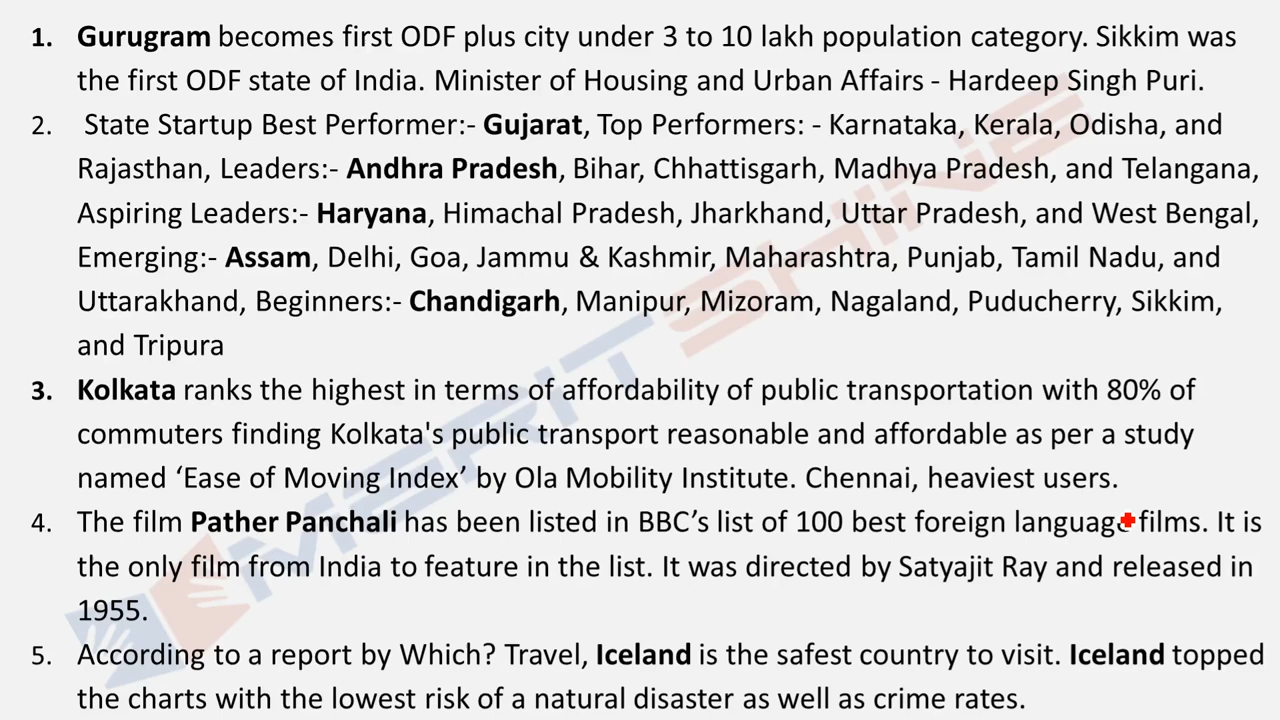 1. Gurugram becomes first ODF plus city under 3 to 10 lakh population category. Sikkim was
the first ODF state of India. Minister of Housing and Urban Affairs - Hardeep Singh Puri.
2. State Startup Best Performer:- Gujarat, Top Performers: - Karnataka, Kerala, Odisha, and
Rajasthan, Leaders:- Andhra Pradesh, Bihar, Chhattisgarh, Madhya Pradesh, and Telangana,
Aspiring Leaders:- Haryana, Himachal Pradesh, Jharkhand, Uttar Pradesh, and West Bengal,
Emerging:- Assam, Delhi, Goa, Jammu & Kashmir, Maharashtra, Punjab, Tamil Nadu, and
Uttarakhand, Beginners:- Chandigarh, Manipur, Mizoram, Nagaland, Puducherry, Sikkim,
and Tripura
3. Kolkata ranks the highest in terms of affordability of public transportation with 80% of
commuters finding Kolkata's public transport reasonable and affordable as per a study
named ‘Ease of Moving Index’ by Ola Mobility Institute. Chennai, heaviest users.
4. The film Pather Panchali has been listed in BBC’s list of 100 best foreign language films. It is
the only film from India to feature in the list. It was directed by Satyajit Ray and released in
1955.
5. According to a report by Which? Travel, Iceland is the safest country to visit. Iceland topped
the charts with the lowest risk of a natural disaster as well as crime rates.
MERITSHINE